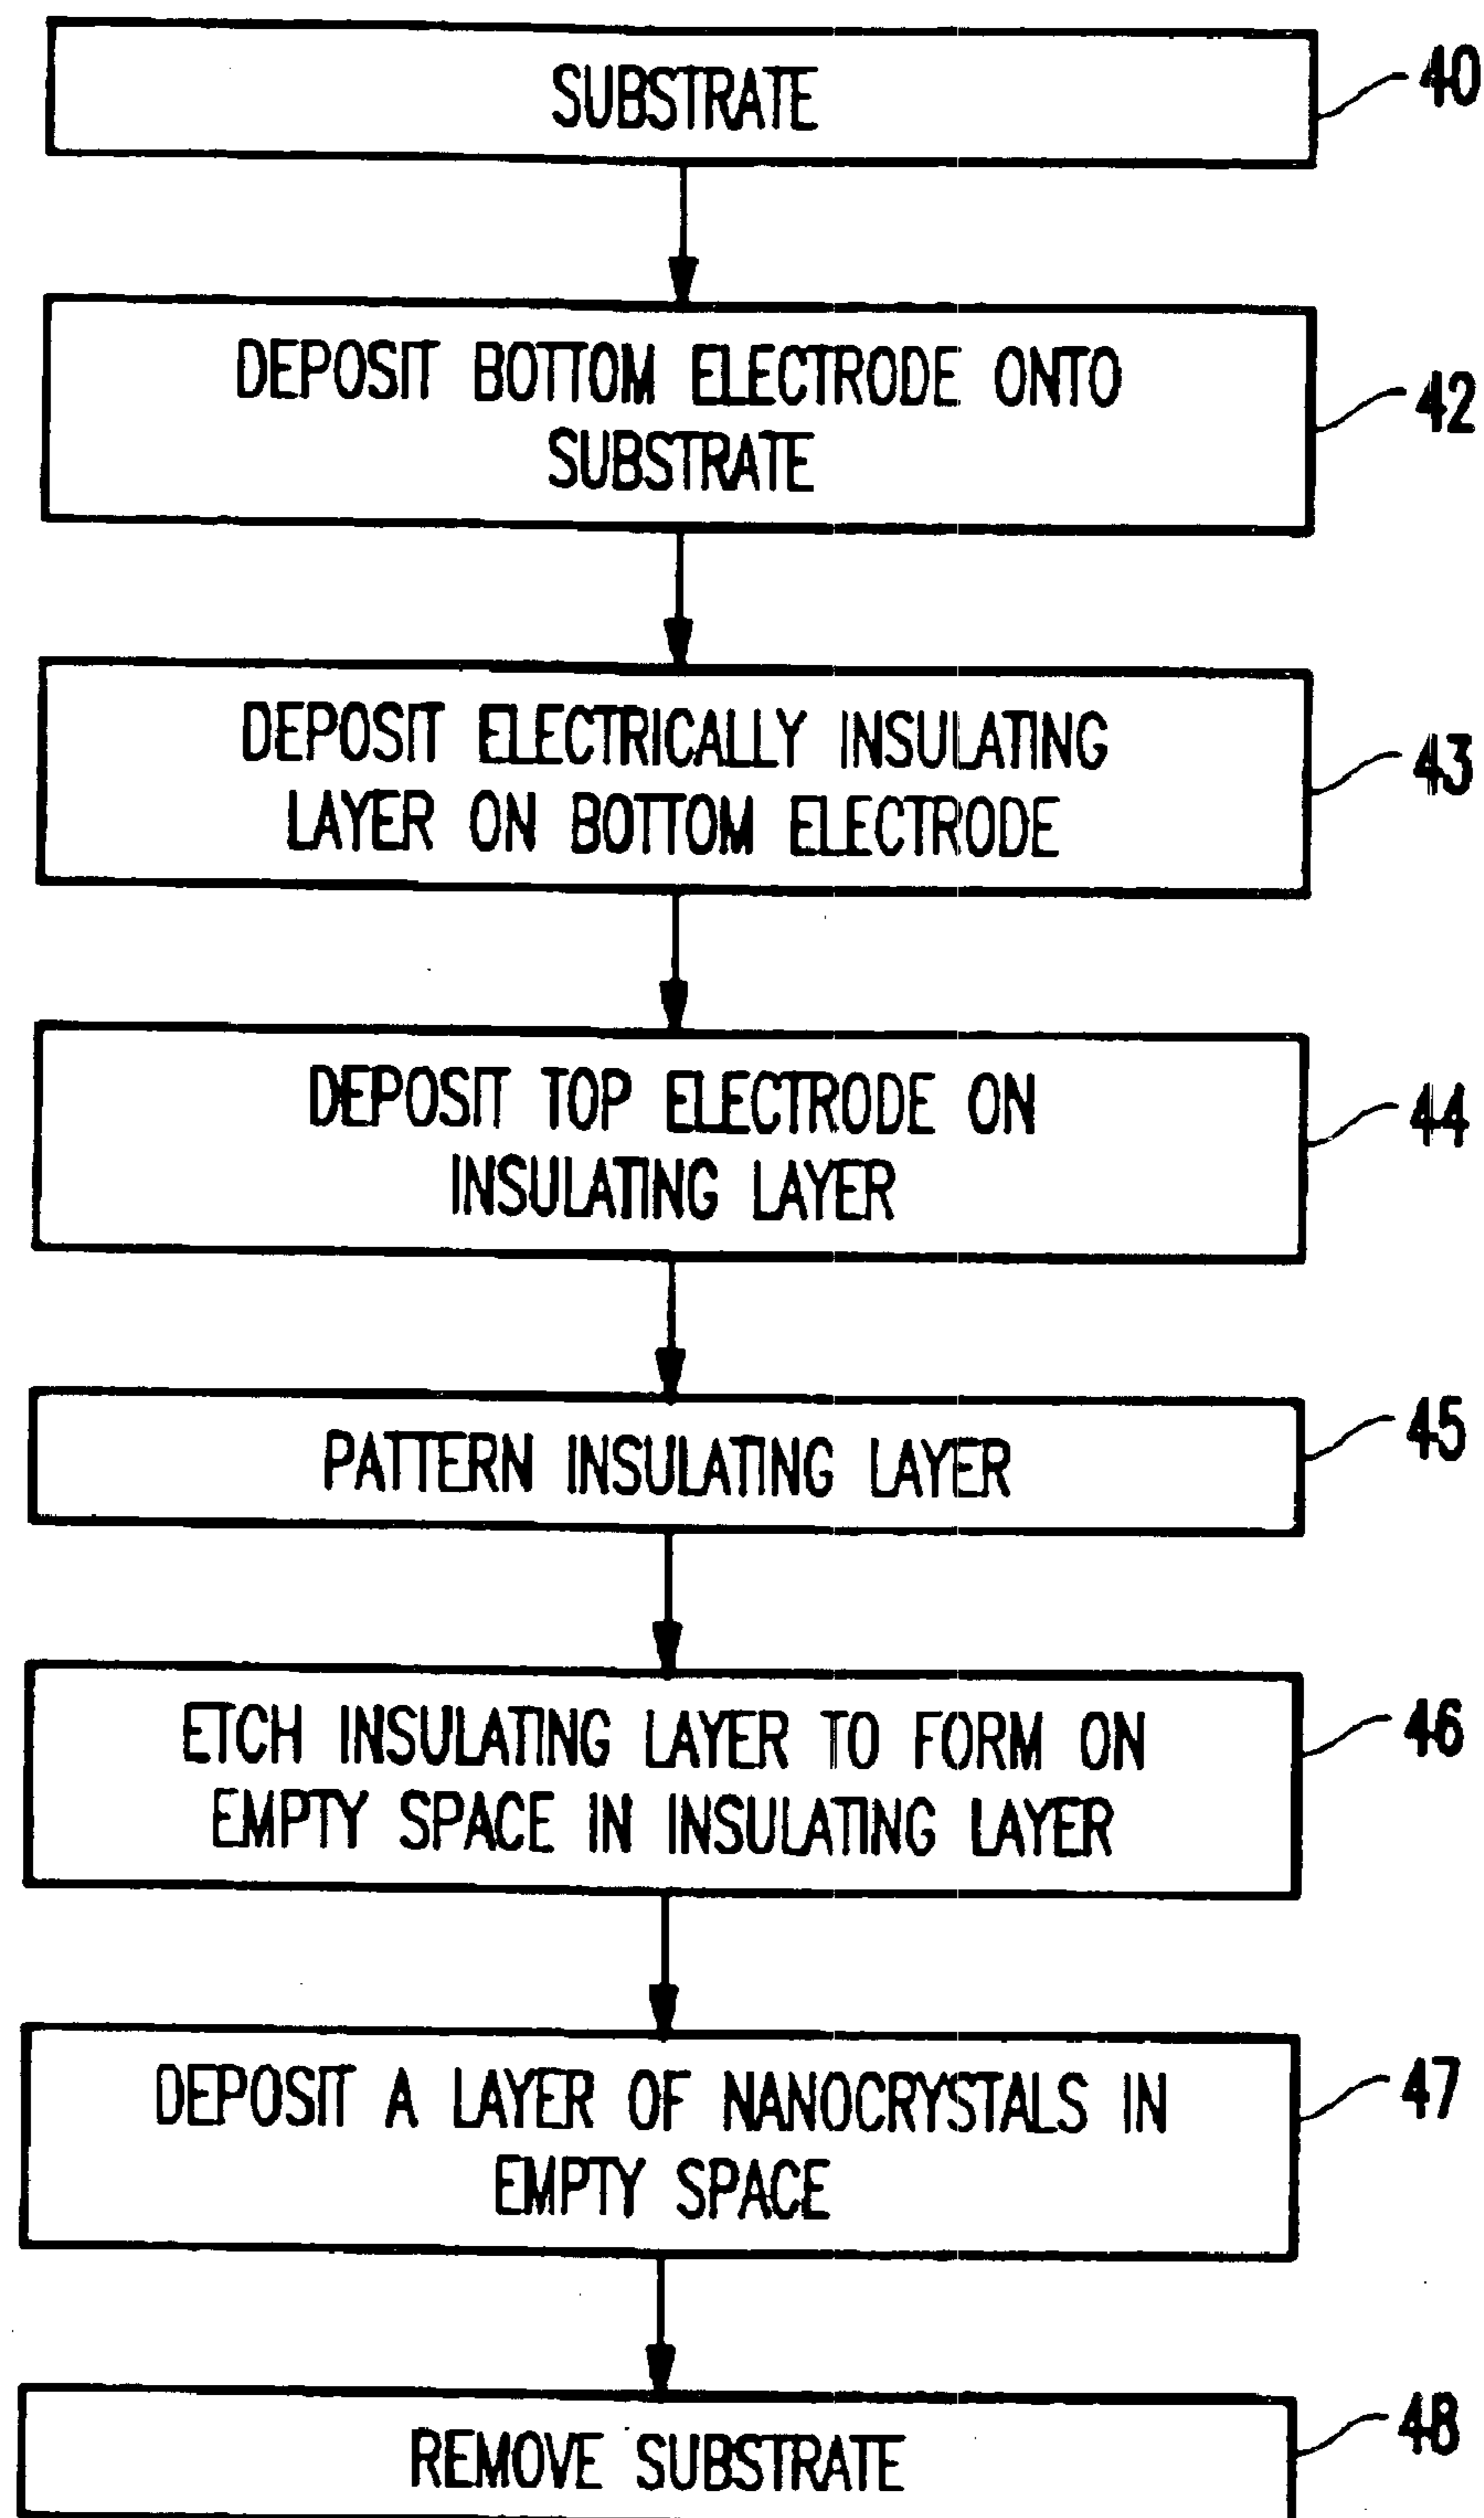 SUBSTRATE
40
DEPOSIT BOTTOM ELECTRODE ONTO
SUBSTRATE
42
DEPOSIT ELECTRICALLY INSULATING
LAYER ON BOTTOM ELECTRODE
43
DEPOSIT TOP ELECTRODE ON
INSULATING LAYER
44
PATTERN INSULATING LAYER
45
ETCH INSULATING LAYER TO FORM ON
EMPTY SPACE IN INSULATING LAYER
46
DEPOSIT A LAYER OF NANOCRYSTALS IN
EMPTY SPACE
47
REMOVE SUBSTRATE
48